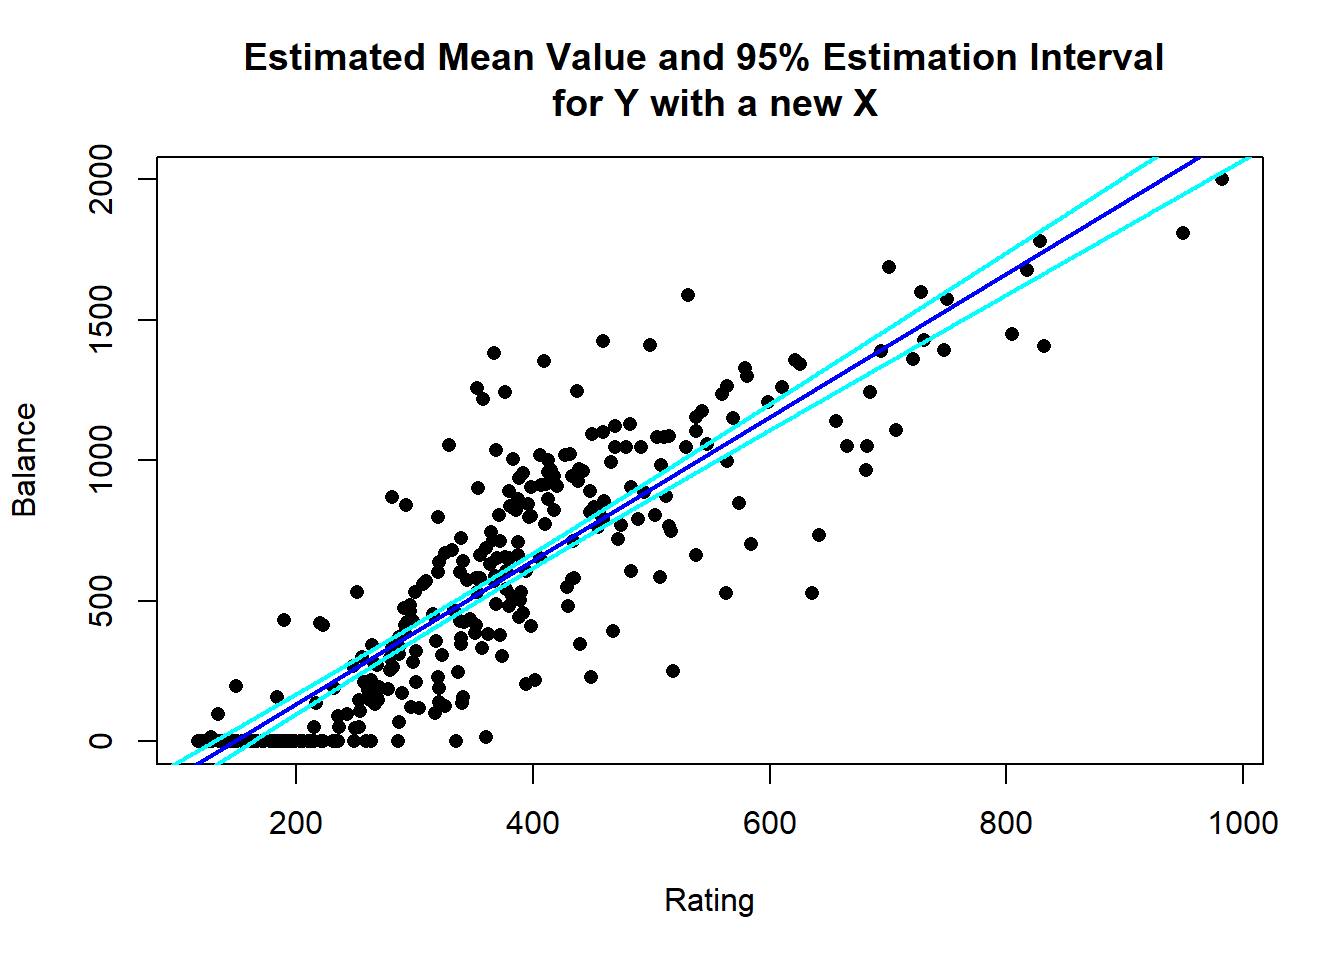 Estimated Mean Value and 95% Estimation Interval
for Y with a new X
2000
1500
1000
500
0
Balance
200 400 600 800 1000
Rating